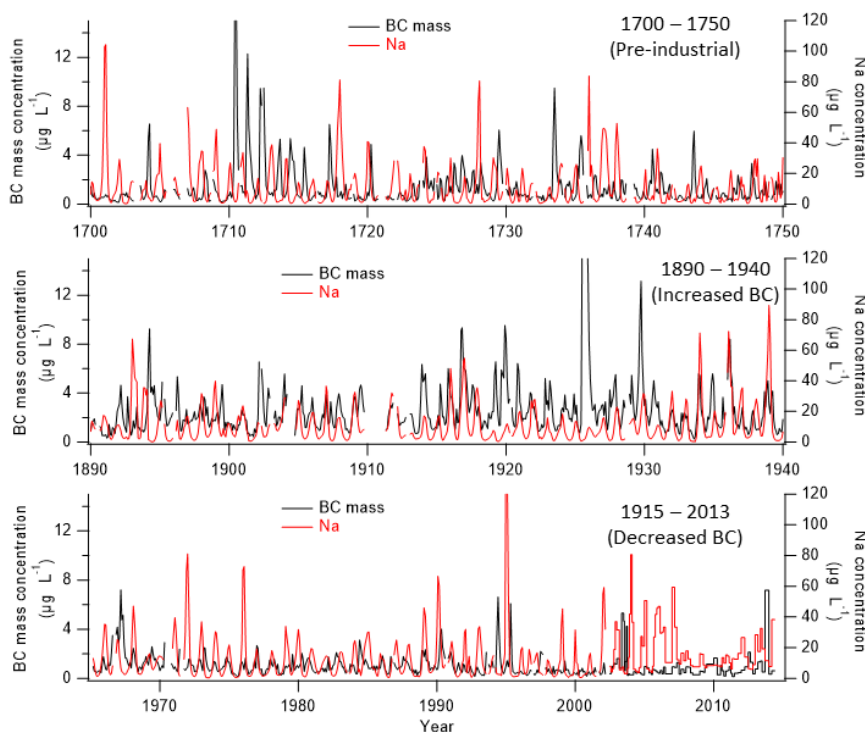 BC mass
Na
1700 – 1750
(Pre-industrial)
BC mass concentration
(µg L⁻¹)
12
8
4
0
120
100
80
60
40
20
0
Na concentration
(µg L⁻¹)
1700 1710 1720 1730 1740 1750
BC mass
Na
1890 – 1940
(Increased BC)
BC mass concentration
(µg L⁻¹)
12
8
4
0
120
100
80
60
40
20
0
Na concentration
(µg L⁻¹)
1890 1900 1910 1920 1930 1940
BC mass
Na
1915 – 2013
(Decreased BC)
BC mass concentration
(µg L⁻¹)
12
8
4
0
120
100
80
60
40
20
0
Na concentration
(µg L⁻¹)
1970 1980 1990 2000 2010
Year